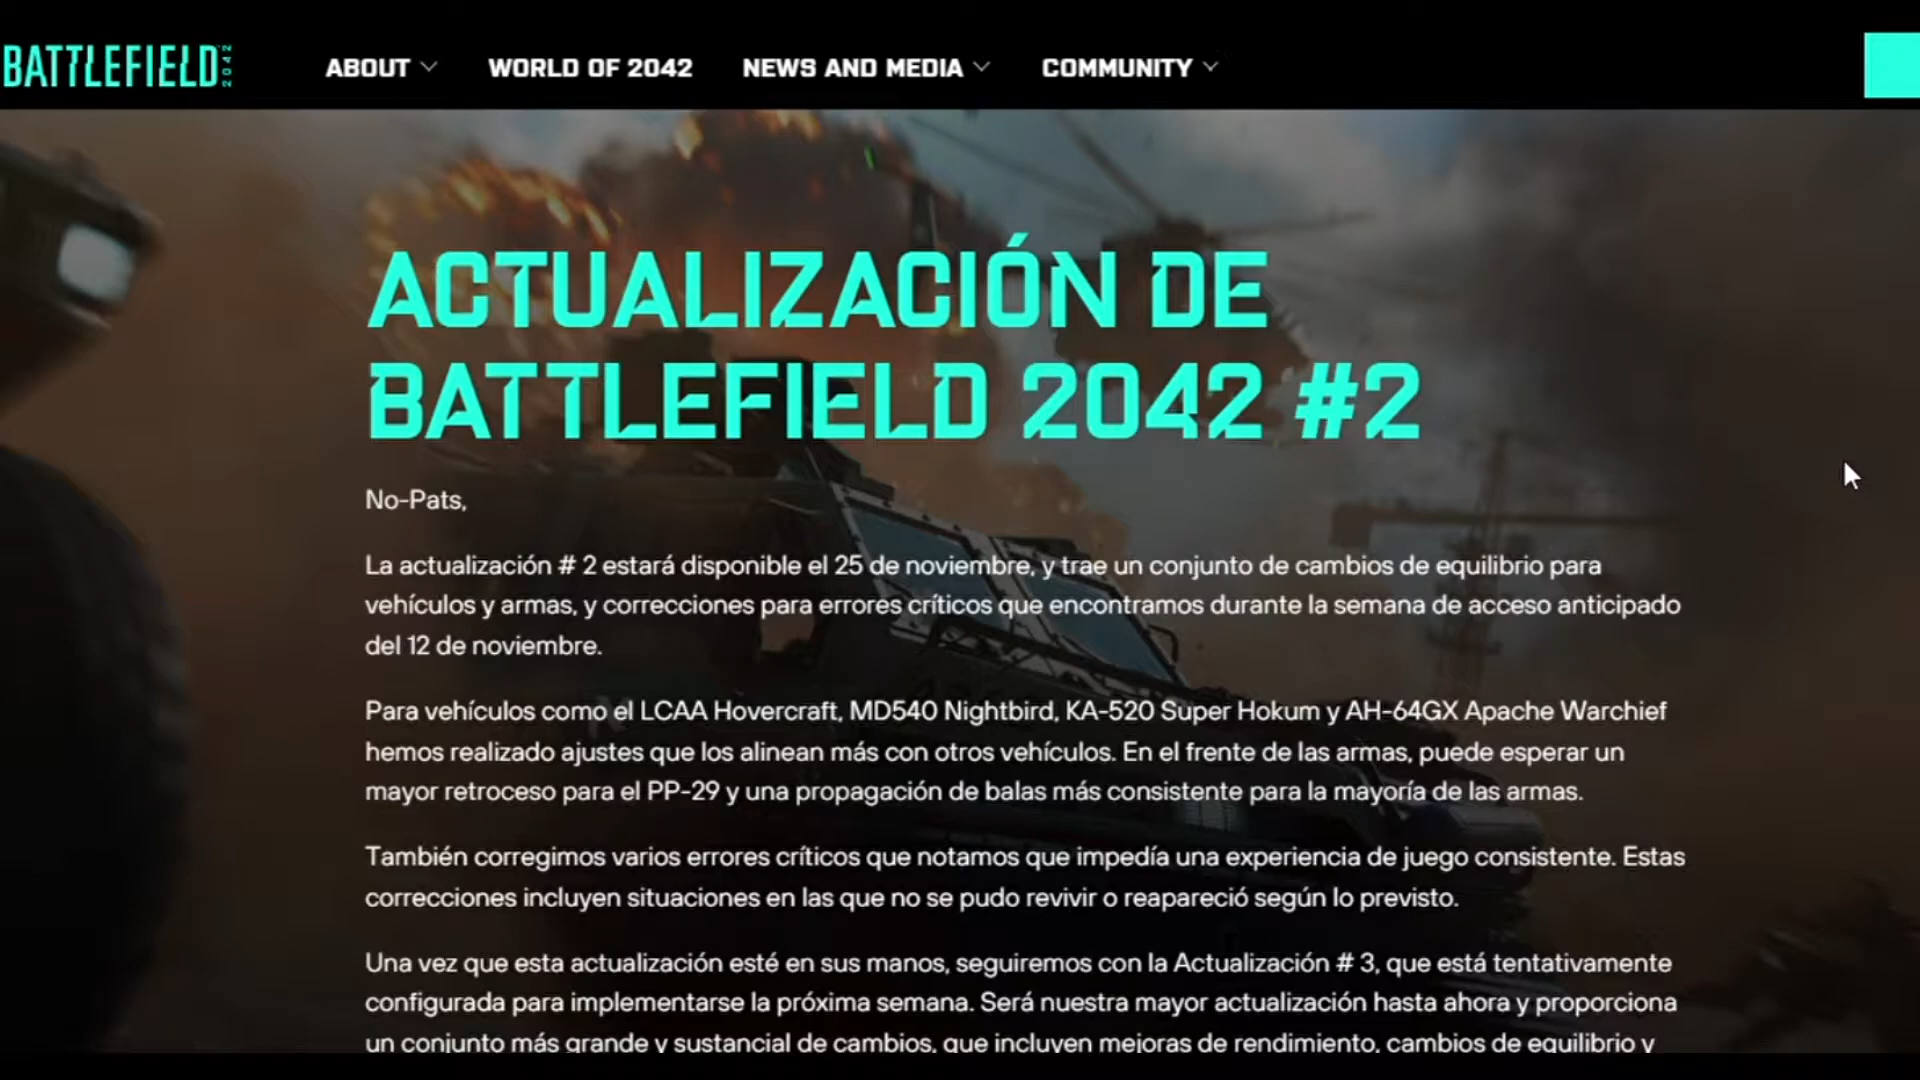 BATTLEFIELD 2042
ABOUT
WORLD OF 2042
NEWS AND MEDIA
COMMUNITY
ACTUALIZACIÓN DE
BATTLEFIELD 2042 #2
No-Pats,
La actualización # 2 estará disponible el 25 de noviembre, y trae un conjunto de cambios de equilibrio para
vehículos y armas, y correcciones para errores críticos que encontramos durante la semana de acceso anticipado
del 12 de noviembre.
Para vehículos como el LCAA Hovercraft, MD540 Nightbird, KA-520 Super Hokum y AH-64GX Apache Warchief
hemos realizado ajustes que los alinean más con otros vehículos. En el frente de las armas, puede esperar un
mayor retroceso para el PP-29 y una propagación de balas más consistente para la mayoría de las armas.
También corregimos varios errores críticos que notamos que impedía una experiencia de juego consistente. Estas
correcciones incluyen situaciones en las que no se pudo revivir o reapareció según lo previsto.
Una vez que esta actualización esté en sus manos, seguiremos con la Actualización # 3, que está tentativamente
configurada para implementarse la próxima semana. Será nuestra mayor actualización hasta ahora y proporciona
un conjunto más grande y sustancial de cambios, que incluyen mejoras de rendimiento, cambios de equilibrio y